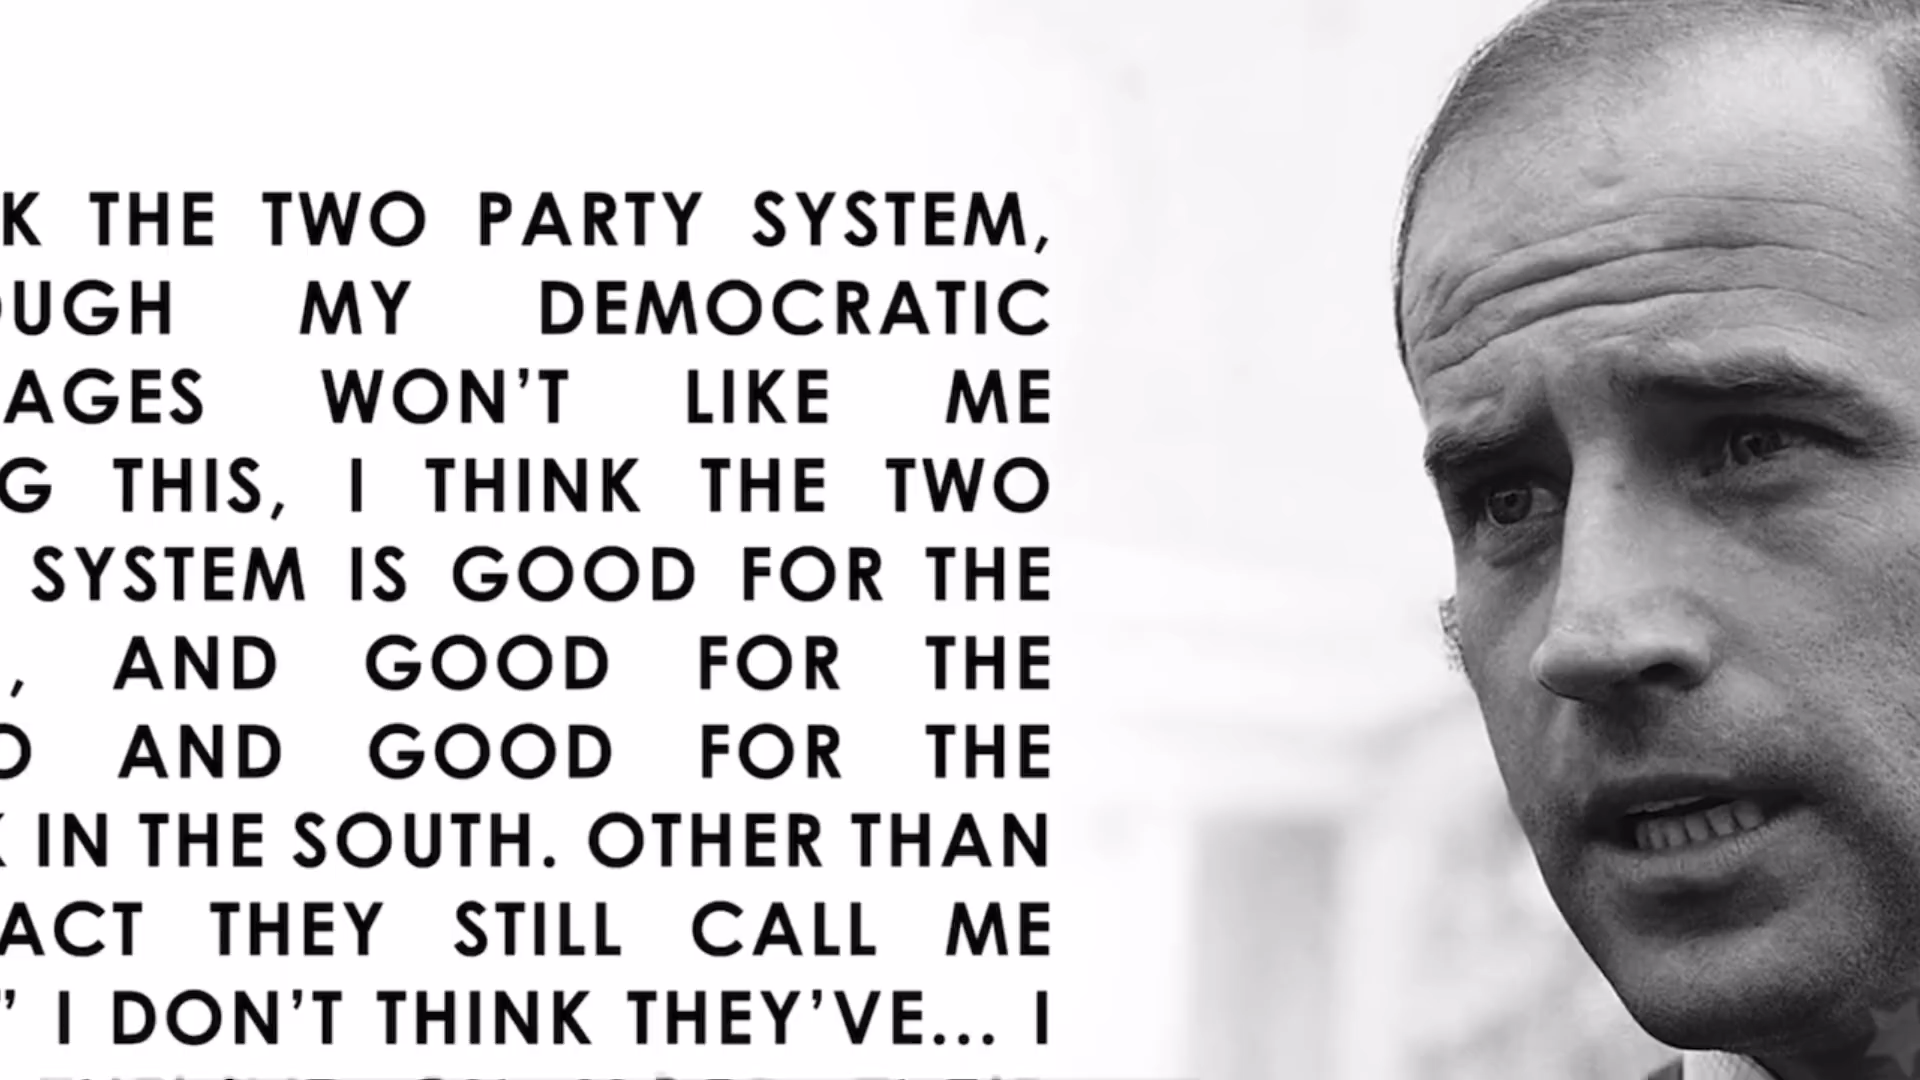 K THE TWO PARTY SYSTEM,
OUGH MY DEMOCRATIC
AGES WON'T LIKE ME
G THIS, I THINK THE TWO
SYSTEM IS GOOD FOR THE
, AND GOOD FOR THE
O AND GOOD FOR THE
K IN THE SOUTH. OTHER THAN
ACT THEY STILL CALL ME
" I DON'T THINK THEY'VE... I